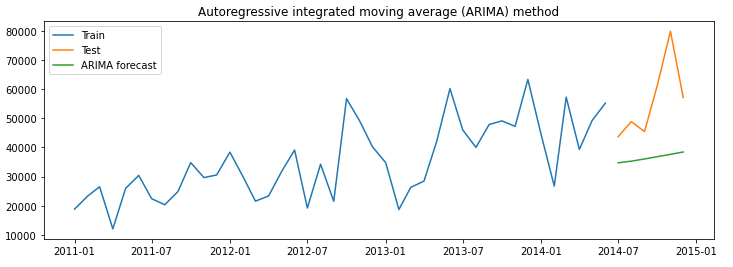 Autoregressive integrated moving average (ARIMA) method
Train
Test
ARIMA forecast
80000
70000
60000
50000
40000
30000
20000
10000
2011-01 2011-07 2012-01 2012-07 2013-01 2013-07 2014-01 2014-07 2015-01